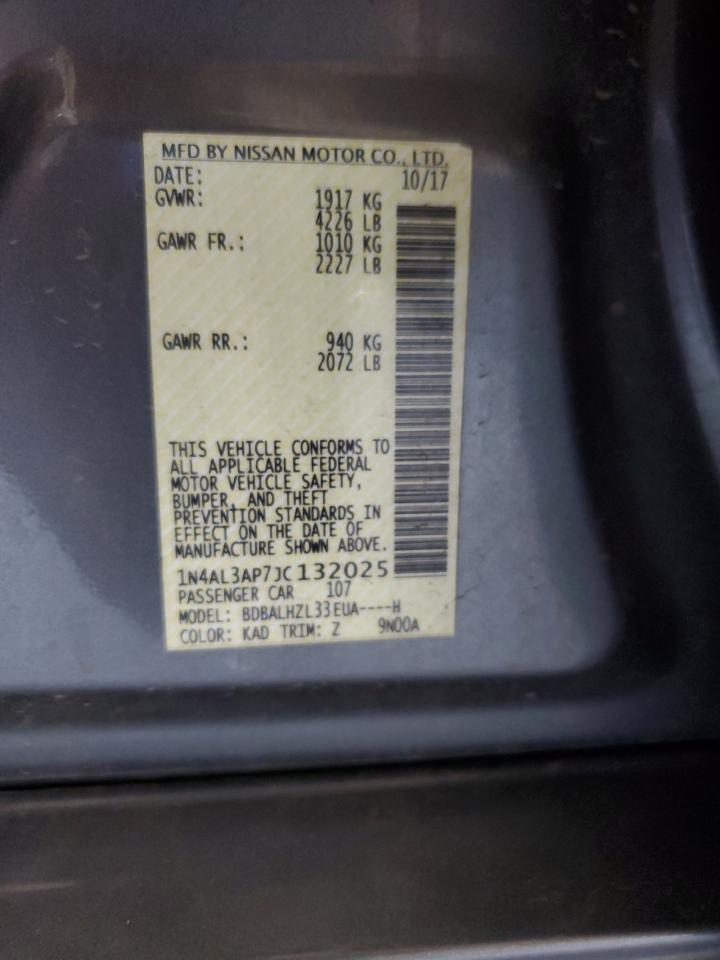 MFD BY NISSAN MOTOR CO., LTD.
DATE: 10/17
GVWR: 1917 KG
4226 LB
GAWR FR.: 1010 KG
2227 LB
GAWR RR.: 940 KG
2072 LB
THIS VEHICLE CONFORMS TO
ALL APPLICABLE FEDERAL
MOTOR VEHICLE SAFETY,
BUMPER, AND THEFT
PREVENTION STANDARDS IN
EFFECT ON THE DATE OF
MANUFACTURE SHOWN ABOVE.
1N4AL3AP7JC132025
PASSENGER CAR 107
MODEL: BDBALHZL33EUA----H
COLOR: KAD TRIM: Z 9N00A